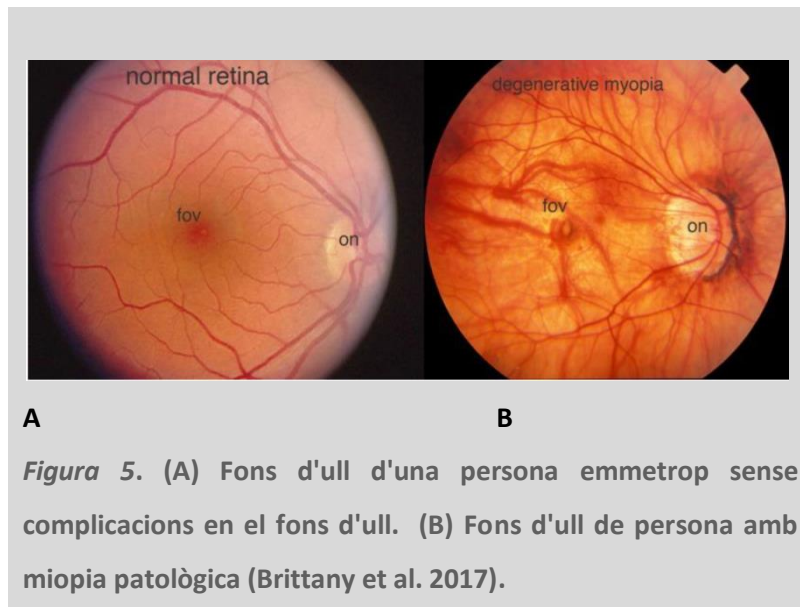 normal retina
fov
on
degenerative myopia
fov
on
A
B
Figura 5. (A) Fons d'ull d'una persona emmetrop sense
complicacions en el fons d'ull. (B) Fons d'ull de persona amb
miopia patològica (Brittany et al. 2017).